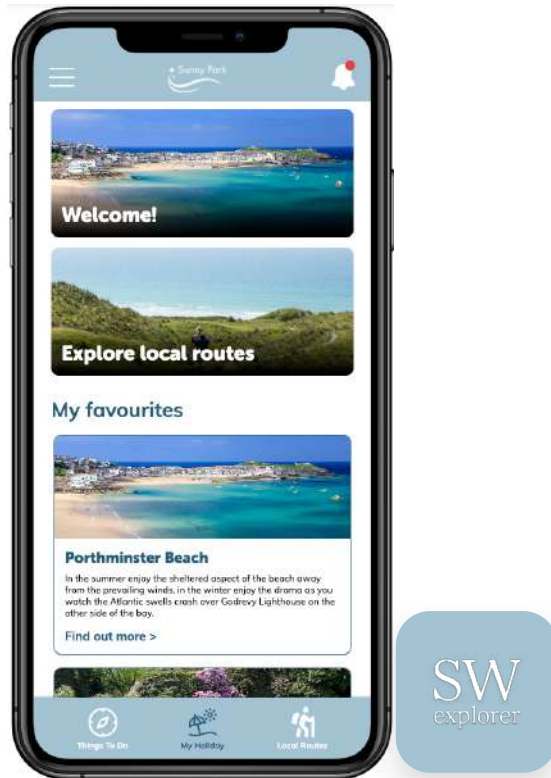 Sunny Park
Welcome!
Explore local routes
My favourites
Porthminster Beach
In the summer enjoy the sheltered aspect of the beach away
from the prevailing winds, in the winter enjoy the drama as you
watch the Atlantic swells crash over Godrevy Lighthouse on the
other side of the bay.
Find out more >
Things To Do
My Holiday
Local Routes
SW
explorer